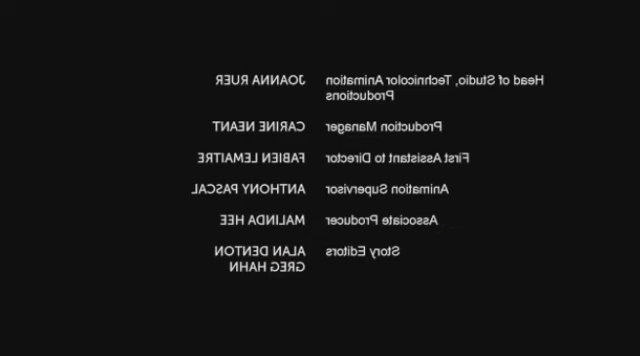 Head of Studio, Technicolor Animation JOANNA RUER
Productions
Production Manager CARINE NEANT
First Assistant to Director FABIEN LEMAITRE
Animation Supervisor ANTHONY PASCAL
Associate Producer MALINDA HEE
Story Editors ALAN DENTON
GREG HAHN